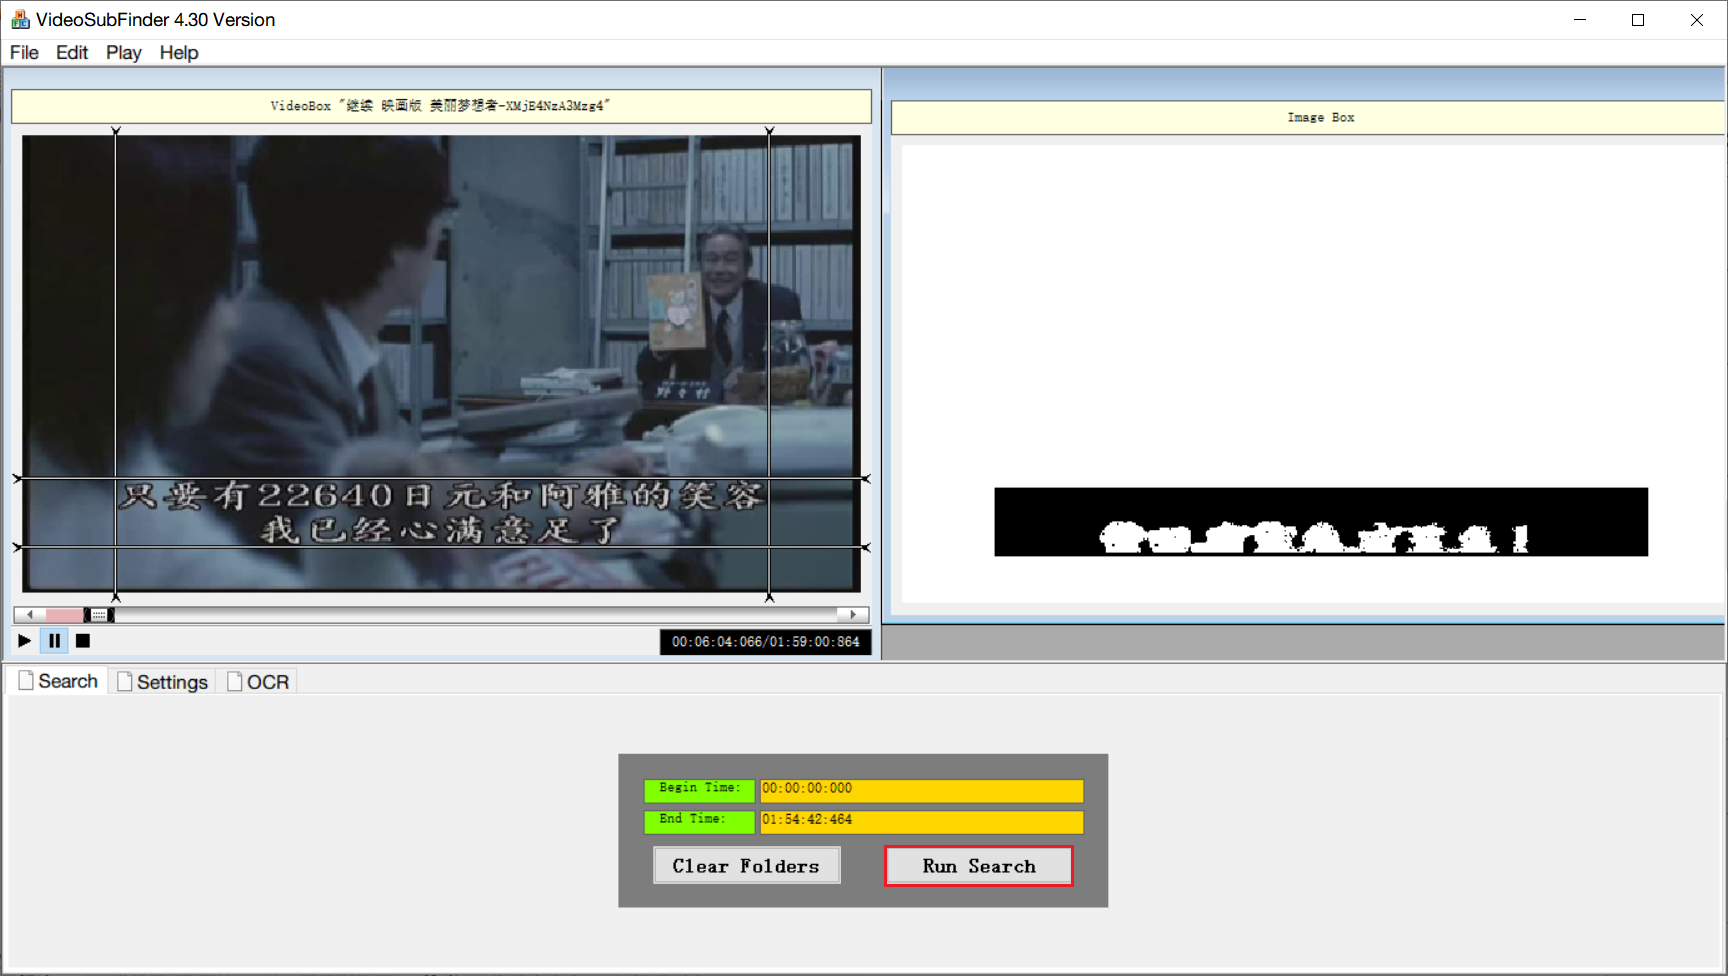 VideoSubFinder 4.30 Version
File Edit Play Help
VideoBox "继续 映画版 美丽梦想者-XMjE4NzA3Mzg4"
Image Box
只要有22640日元和阿雅的笑容
我已经心满意足了
00:06:04:066/01:59:00:864
Search Settings OCR
Begin Time: 00:00:00:000
End Time: 01:54:42:464
Clear Folders Run Search